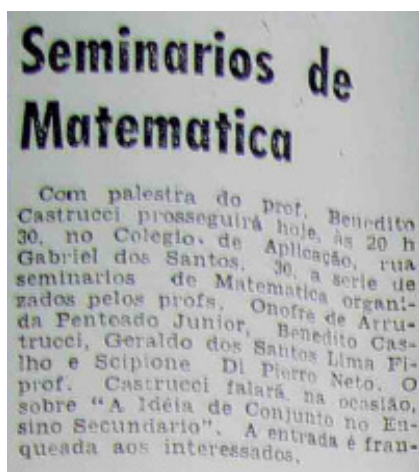 Seminarios de
Matematica
Com palestra do prof. Benedito
Castrucci prosseguirá hoje, às 20 h
30, no Colegio de Aplicação, rua
Gabriel dos Santos, 30, a serie de
seminarios de Matematica organi-
zados pelos profs. Onofre de Arru-
da Penteado Junior, Benedito Cas-
trucci, Geraldo dos Santos Lima Fi-
lho e Scipione Di Pierro Neto. O
prof. Castrucci falará, na ocasião,
sobre "A Idéia de Conjunto no En-
sino Secundario". A entrada é fran-
queada aos interessados.